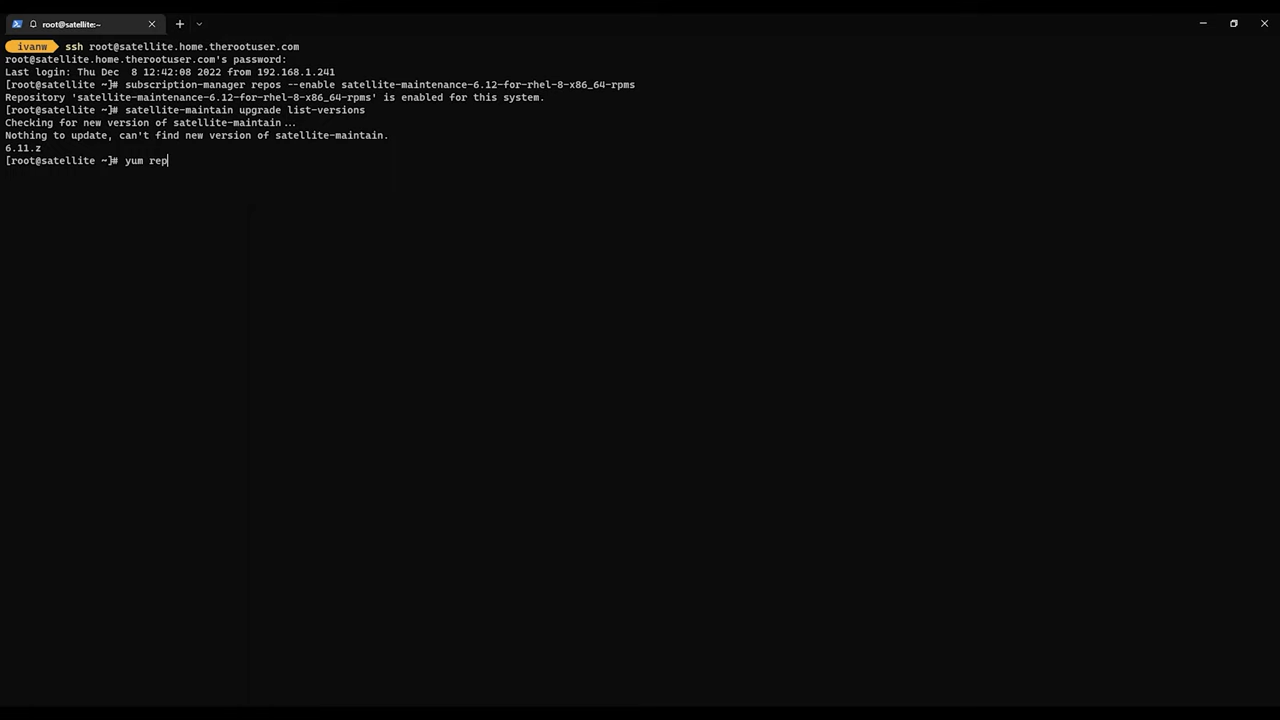 root@satellite:~
ivanw ssh root@satellite.home.therootuser.com
root@satellite.home.therootuser.com's password:
Last login: Thu Dec  8 12:42:08 2022 from 192.168.1.241
[root@satellite ~]# subscription-manager repos --enable satellite-maintenance-6.12-for-rhel-8-x86_64-rpms
Repository 'satellite-maintenance-6.12-for-rhel-8-x86_64-rpms' is enabled for this system.
[root@satellite ~]# satellite-maintain upgrade list-versions
Checking for new version of satellite-maintain...
Nothing to update, can't find new version of satellite-maintain.
6.11.z
[root@satellite ~]# yum rep